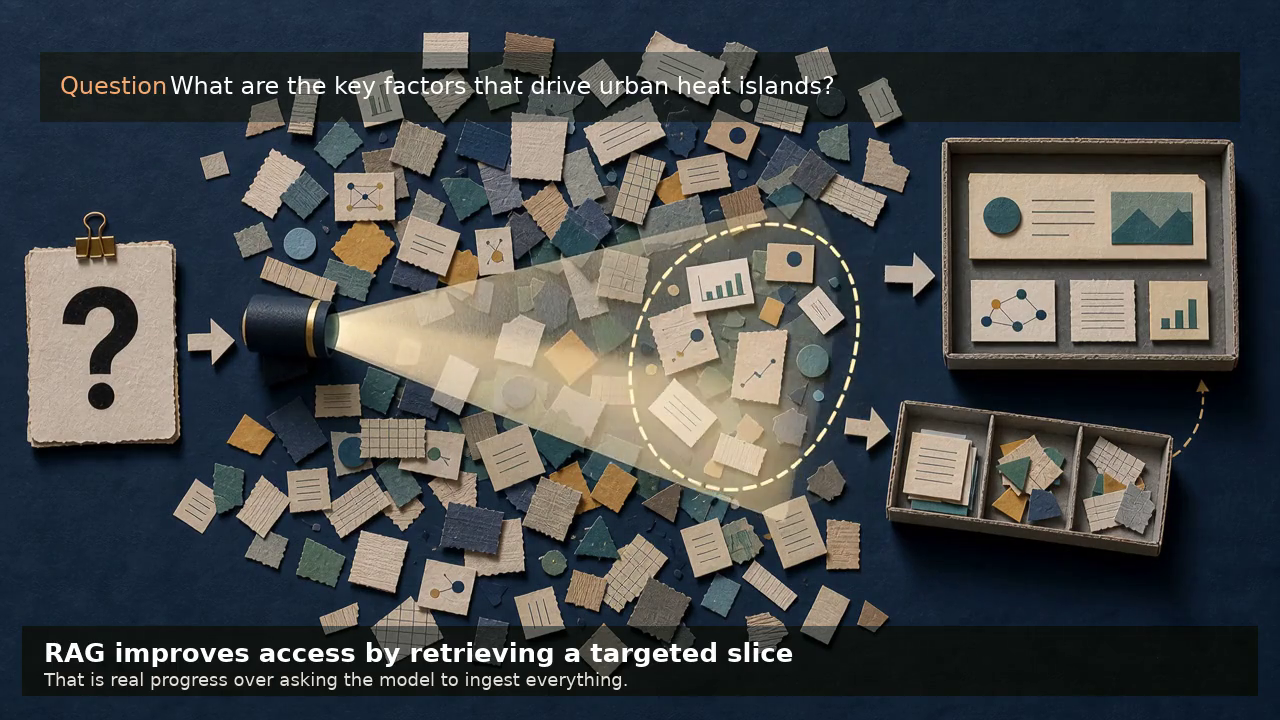 Question What are the key factors that drive urban heat islands?
?
RAG improves access by retrieving a targeted slice
That is real progress over asking the model to ingest everything.